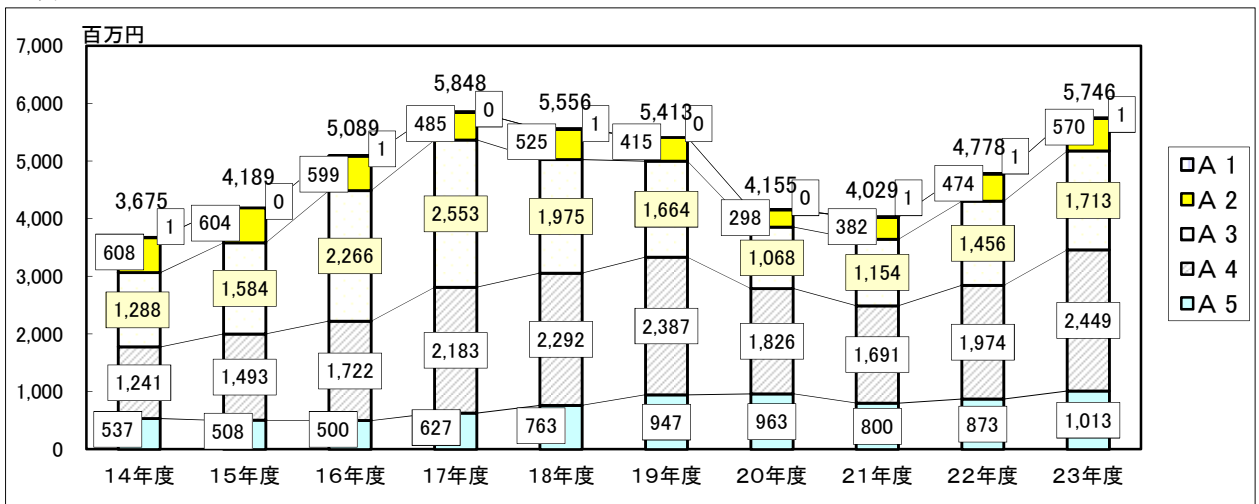 百万円
7,000
6,000
5,000
4,000
3,000
2,000
1,000
0
3,675 4,189 5,089 5,848 5,556 5,413 4,155 4,029 4,778 5,746
1 0 1 0 1 0 0 1 1 1
608 604 599 485 525 415 298 382 474 570
1,288 1,584 2,266 2,553 1,975 1,664 1,068 1,154 1,456 1,713
1,241 1,493 1,722 2,183 2,292 2,387 1,826 1,691 1,974 2,449
537 508 500 627 763 947 963 800 873 1,013
14年度 15年度 16年度 17年度 18年度 19年度 20年度 21年度 22年度 23年度
A 1
A 2
A 3
A 4
A 5